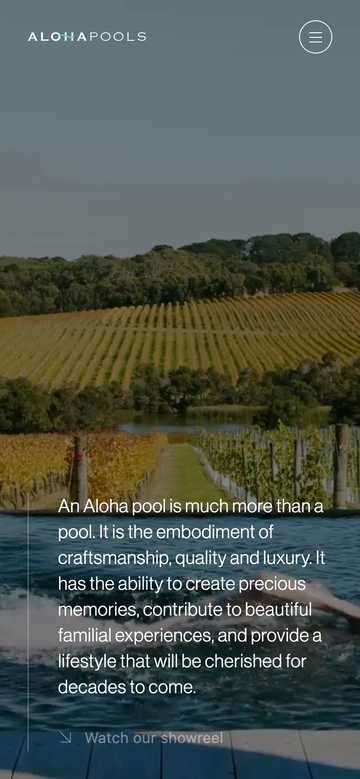 ALOHAPOOLS
An Aloha pool is much more than a
pool. It is the embodiment of
craftsmanship, quality and luxury. It
has the ability to create precious
memories, contribute to beautiful
familial experiences, and provide a
lifestyle that will be cherished for
decades to come.
Watch our showreel